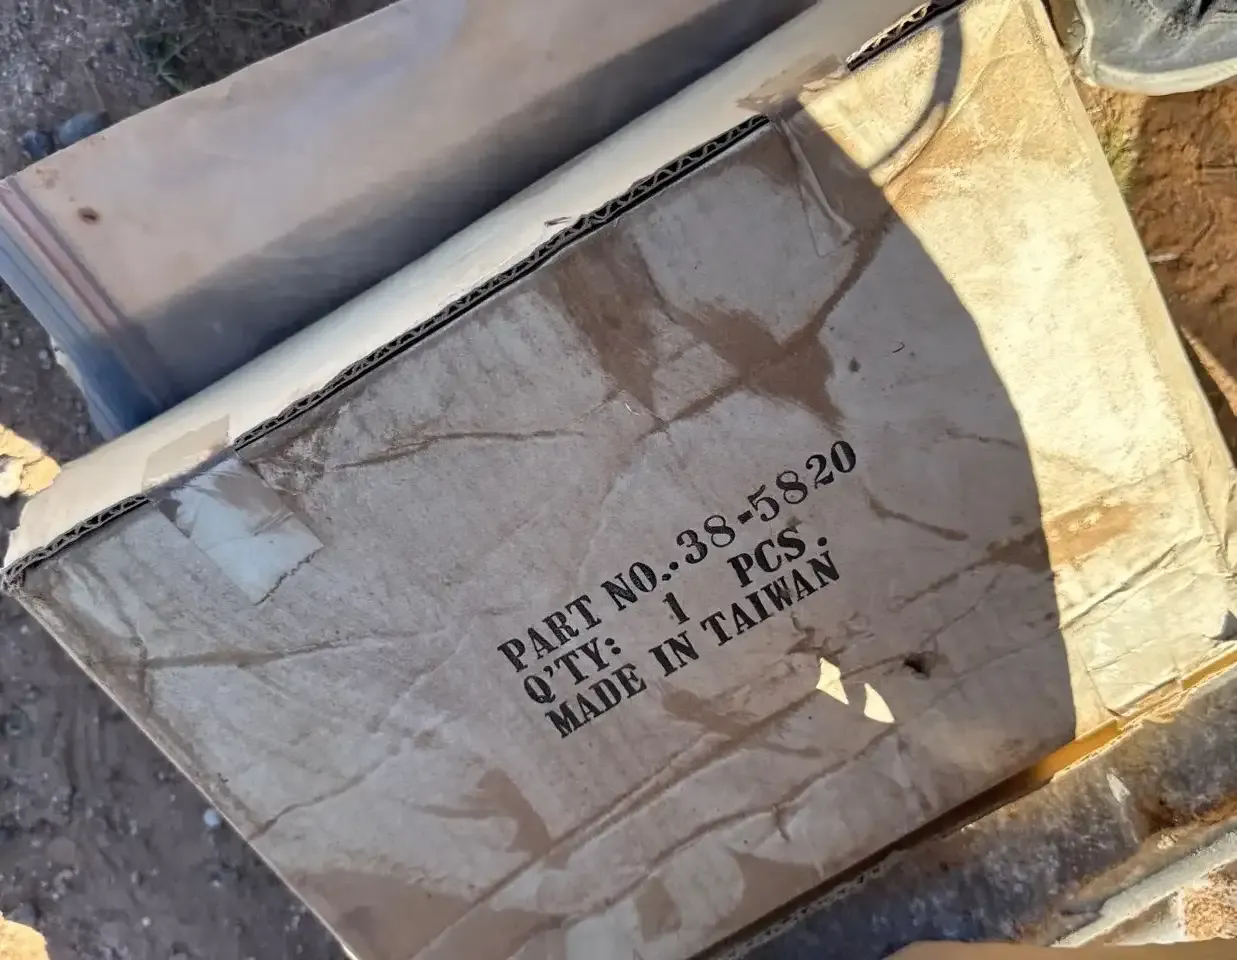 PART NO..38-5820
Q'TY: 1 PCS.
MADE IN TAIWAN